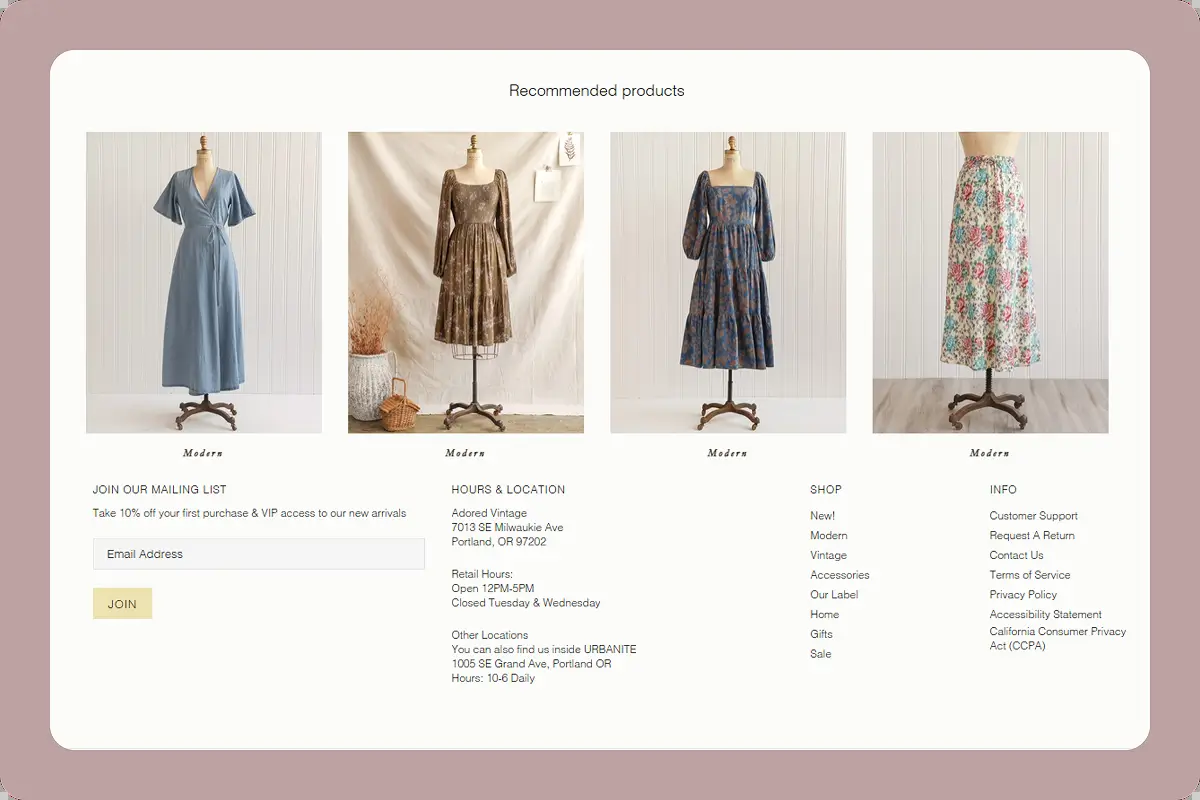 Recommended products
Modern
Modern
Modern
Modern
JOIN OUR MAILING LIST
Take 10% off your first purchase & VIP access to our new arrivals
Email Address
JOIN
HOURS & LOCATION
Adored Vintage
7013 SE Milwaukie Ave
Portland, OR 97202
Retail Hours:
Open 12PM-5PM
Closed Tuesday & Wednesday
Other Locations
You can also find us inside URBANITE
1005 SE Grand Ave, Portland OR
Hours: 10-6 Daily
SHOP
New!
Modern
Vintage
Accessories
Our Label
Home
Gifts
Sale
INFO
Customer Support
Request A Return
Contact Us
Terms of Service
Privacy Policy
Accessibility Statement
California Consumer Privacy
Act (CCPA)